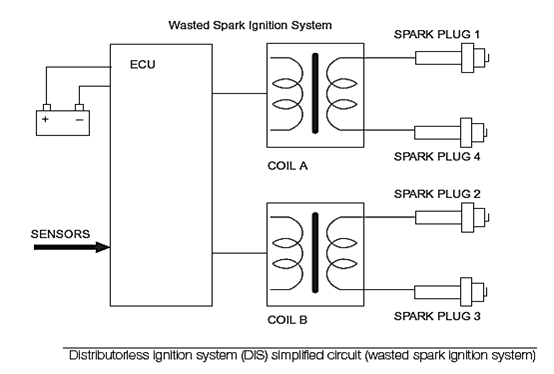 Wasted Spark Ignition System
SPARK PLUG 1
ECU
+ −
SPARK PLUG 4
COIL A
SPARK PLUG 2
SENSORS
SPARK PLUG 3
COIL B
Distributorless ignition system (DIS) simplified circuit (wasted spark ignition system)